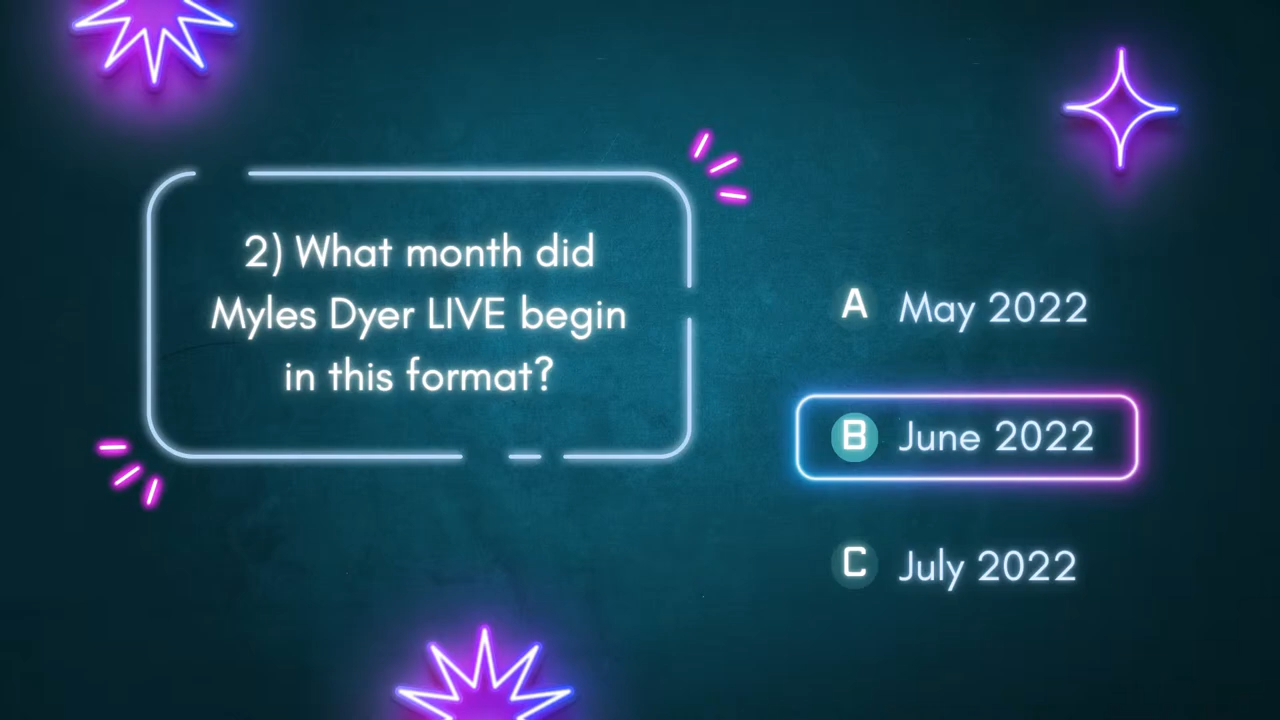 2) What month did
Myles Dyer LIVE begin
in this format?
A May 2022
B June 2022
C July 2022